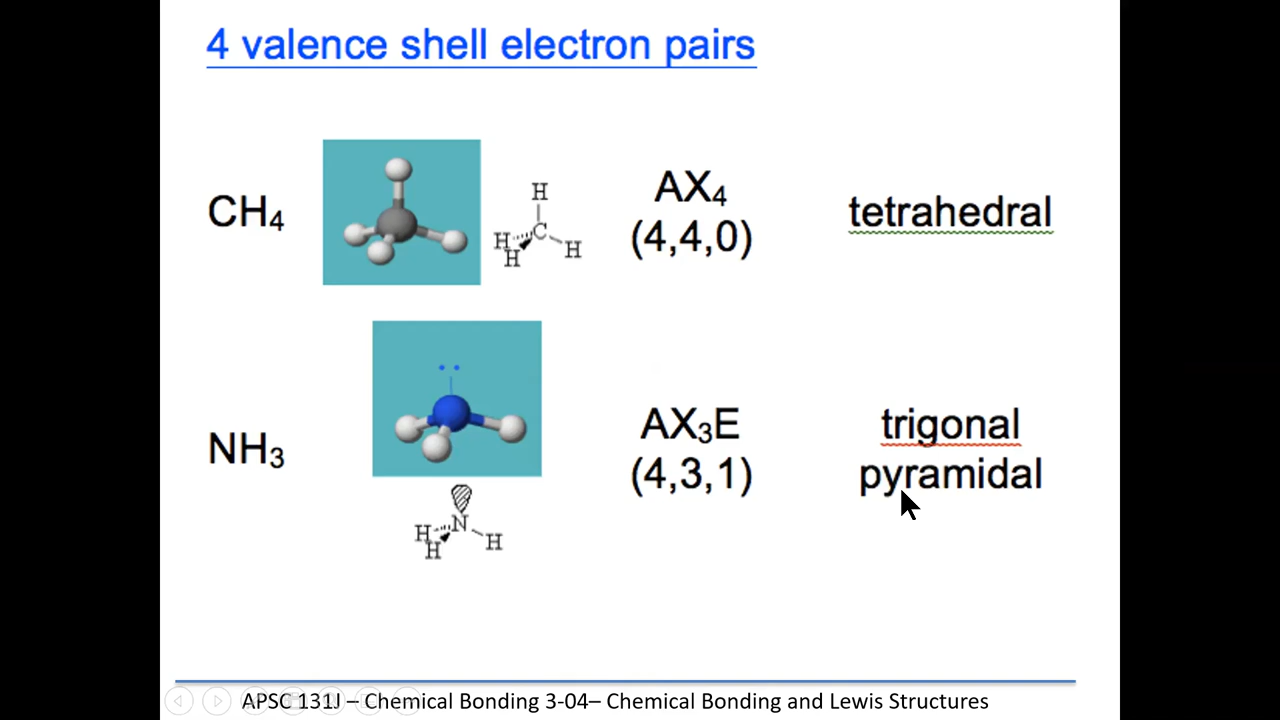 4 valence shell electron pairs
CH₄
H
C
H
H
H
AX₄
(4,4,0)
tetrahedral
NH₃
N
H
H
H
AX₃E
(4,3,1)
trigonal
pyramidal
APSC 131J – Chemical Bonding 3-04– Chemical Bonding and Lewis Structures